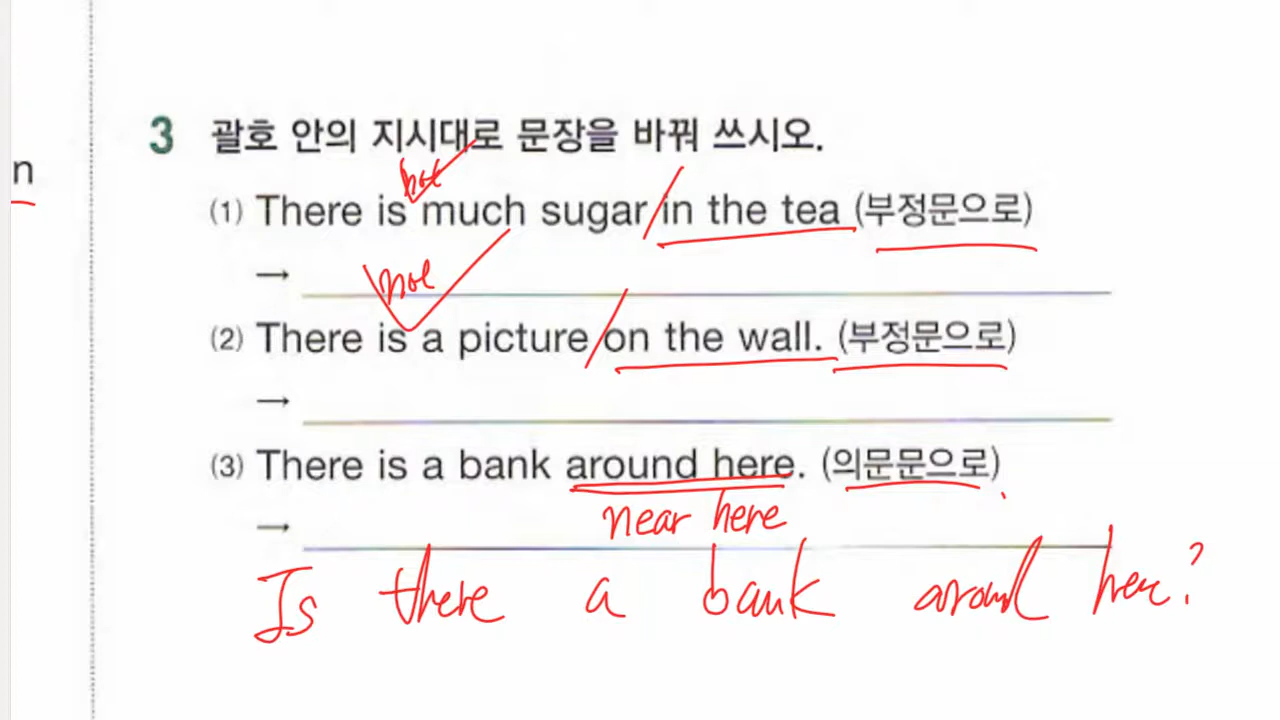 3 괄호 안의 지시대로 문장을 바꿔 쓰시오.
n
not
(1) There is much sugar in the tea (부정문으로)
→
not
(2) There is a picture on the wall. (부정문으로)
→
(3) There is a bank around here. (의문문으로)
near here
→
Is there a bank around here?